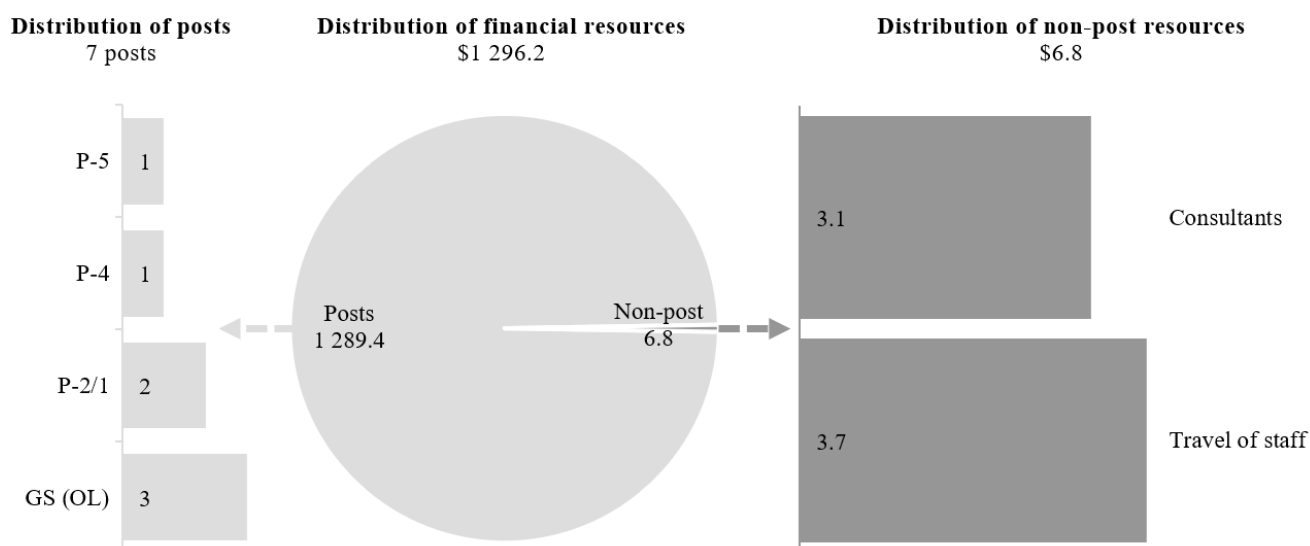 Distribution of posts
7 posts
P-5
1
P-4
1
P-2/1
2
GS (OL)
3
Distribution of financial resources
$1 296.2
Posts
1 289.4
Non-post
6.8
Distribution of non-post resources
$6.8
3.1
Consultants
3.7
Travel of staff